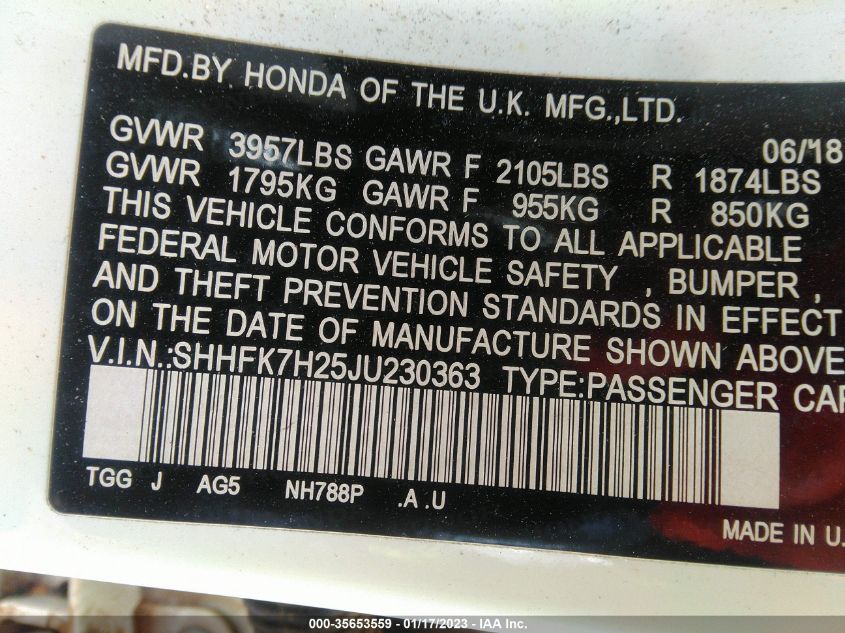 MFD.BY HONDA OF THE U.K. MFG.,LTD.
06/18
GVWR 3957LBS GAWR F 2105LBS R 1874LBS
GVWR 1795KG GAWR F 955KG R 850KG
THIS VEHICLE CONFORMS TO ALL APPLICABLE
FEDERAL MOTOR VEHICLE SAFETY , BUMPER ,
AND THEFT PREVENTION STANDARDS IN EFFECT
ON THE DATE OF MANUFACTURE SHOWN ABOVE
V.I.N.:SHHFK7H25JU230363 TYPE:PASSENGER CAR
TGG J AG5 NH788P .A .U
MADE IN U.
000-35653559 - 01/17/2023 - IAA Inc.